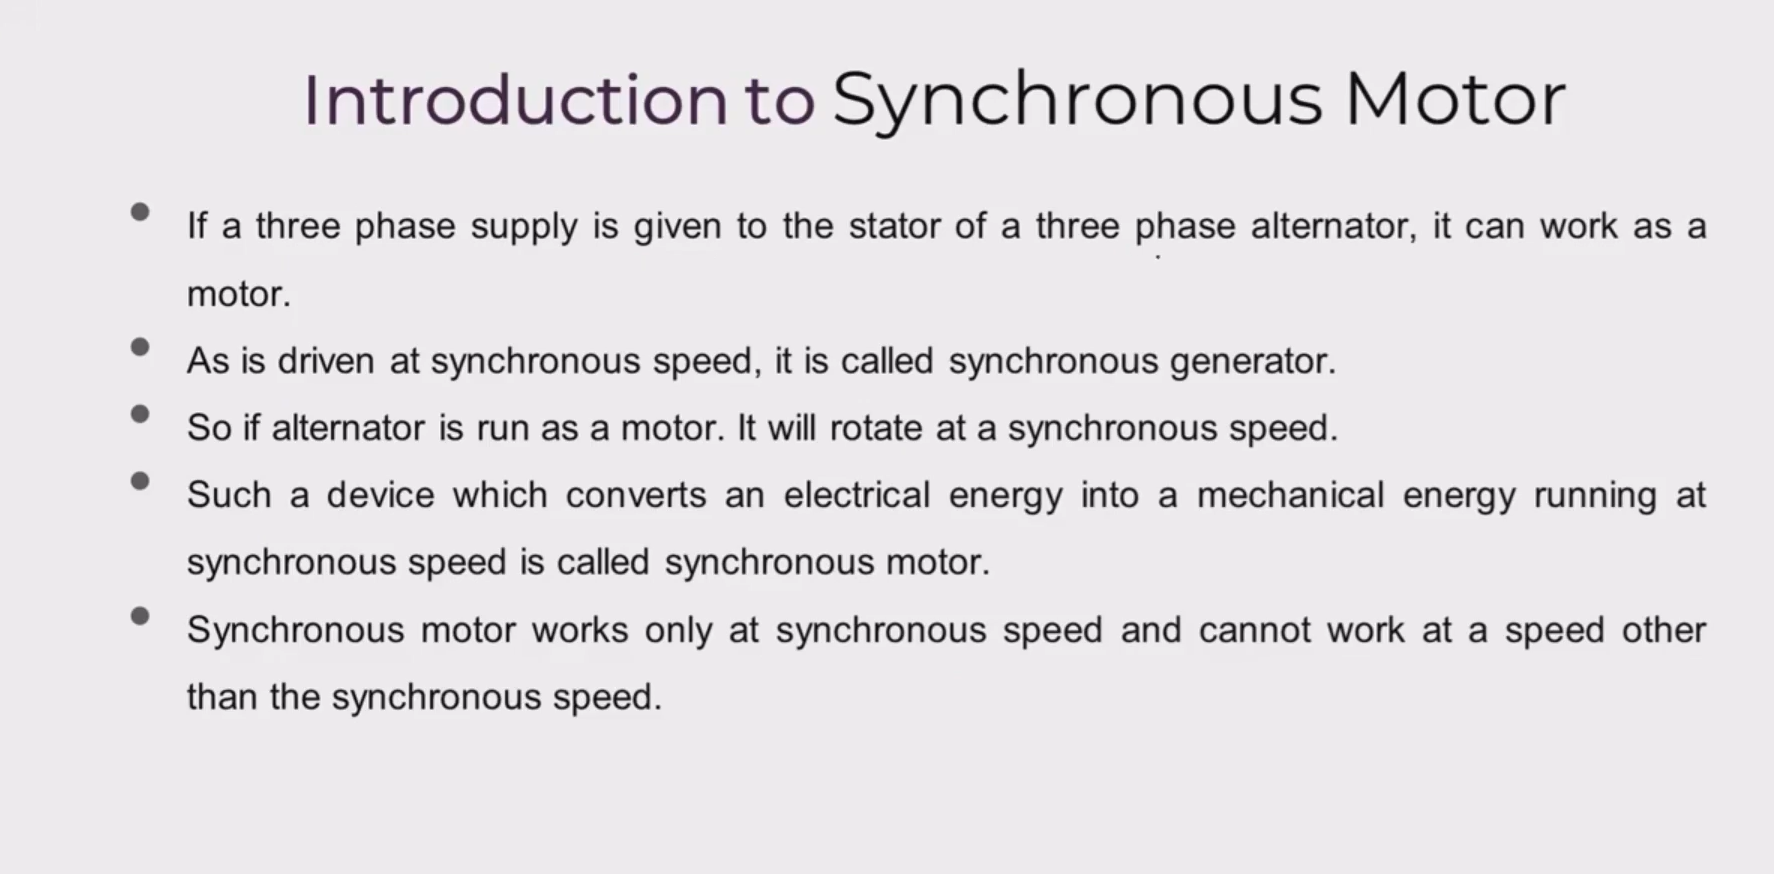 Introduction to Synchronous Motor
If a three phase supply is given to the stator of a three phase alternator, it can work as a
motor.
As is driven at synchronous speed, it is called synchronous generator.
So if alternator is run as a motor. It will rotate at a synchronous speed.
Such a device which converts an electrical energy into a mechanical energy running at
synchronous speed is called synchronous motor.
Synchronous motor works only at synchronous speed and cannot work at a speed other
than the synchronous speed.